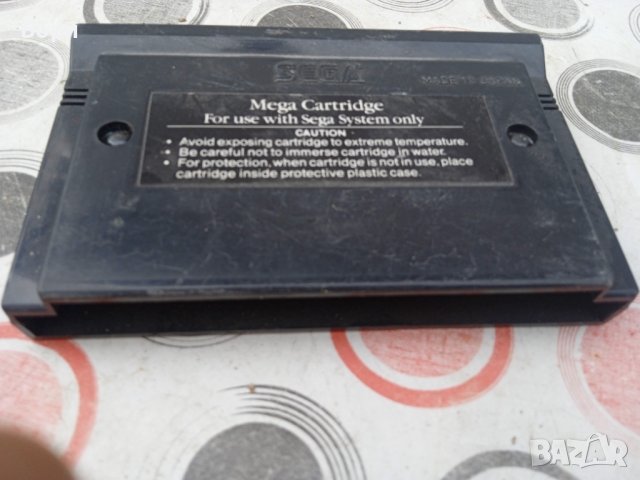 SEGA
MADE IN JAPAN
Mega Cartridge
For use with Sega System only
CAUTION
• Avoid exposing cartridge to extreme temperature.
• Be careful not to immerse cartridge in water.
• For protection, when cartridge is not in use, place
cartridge inside protective plastic case.
BAZAR